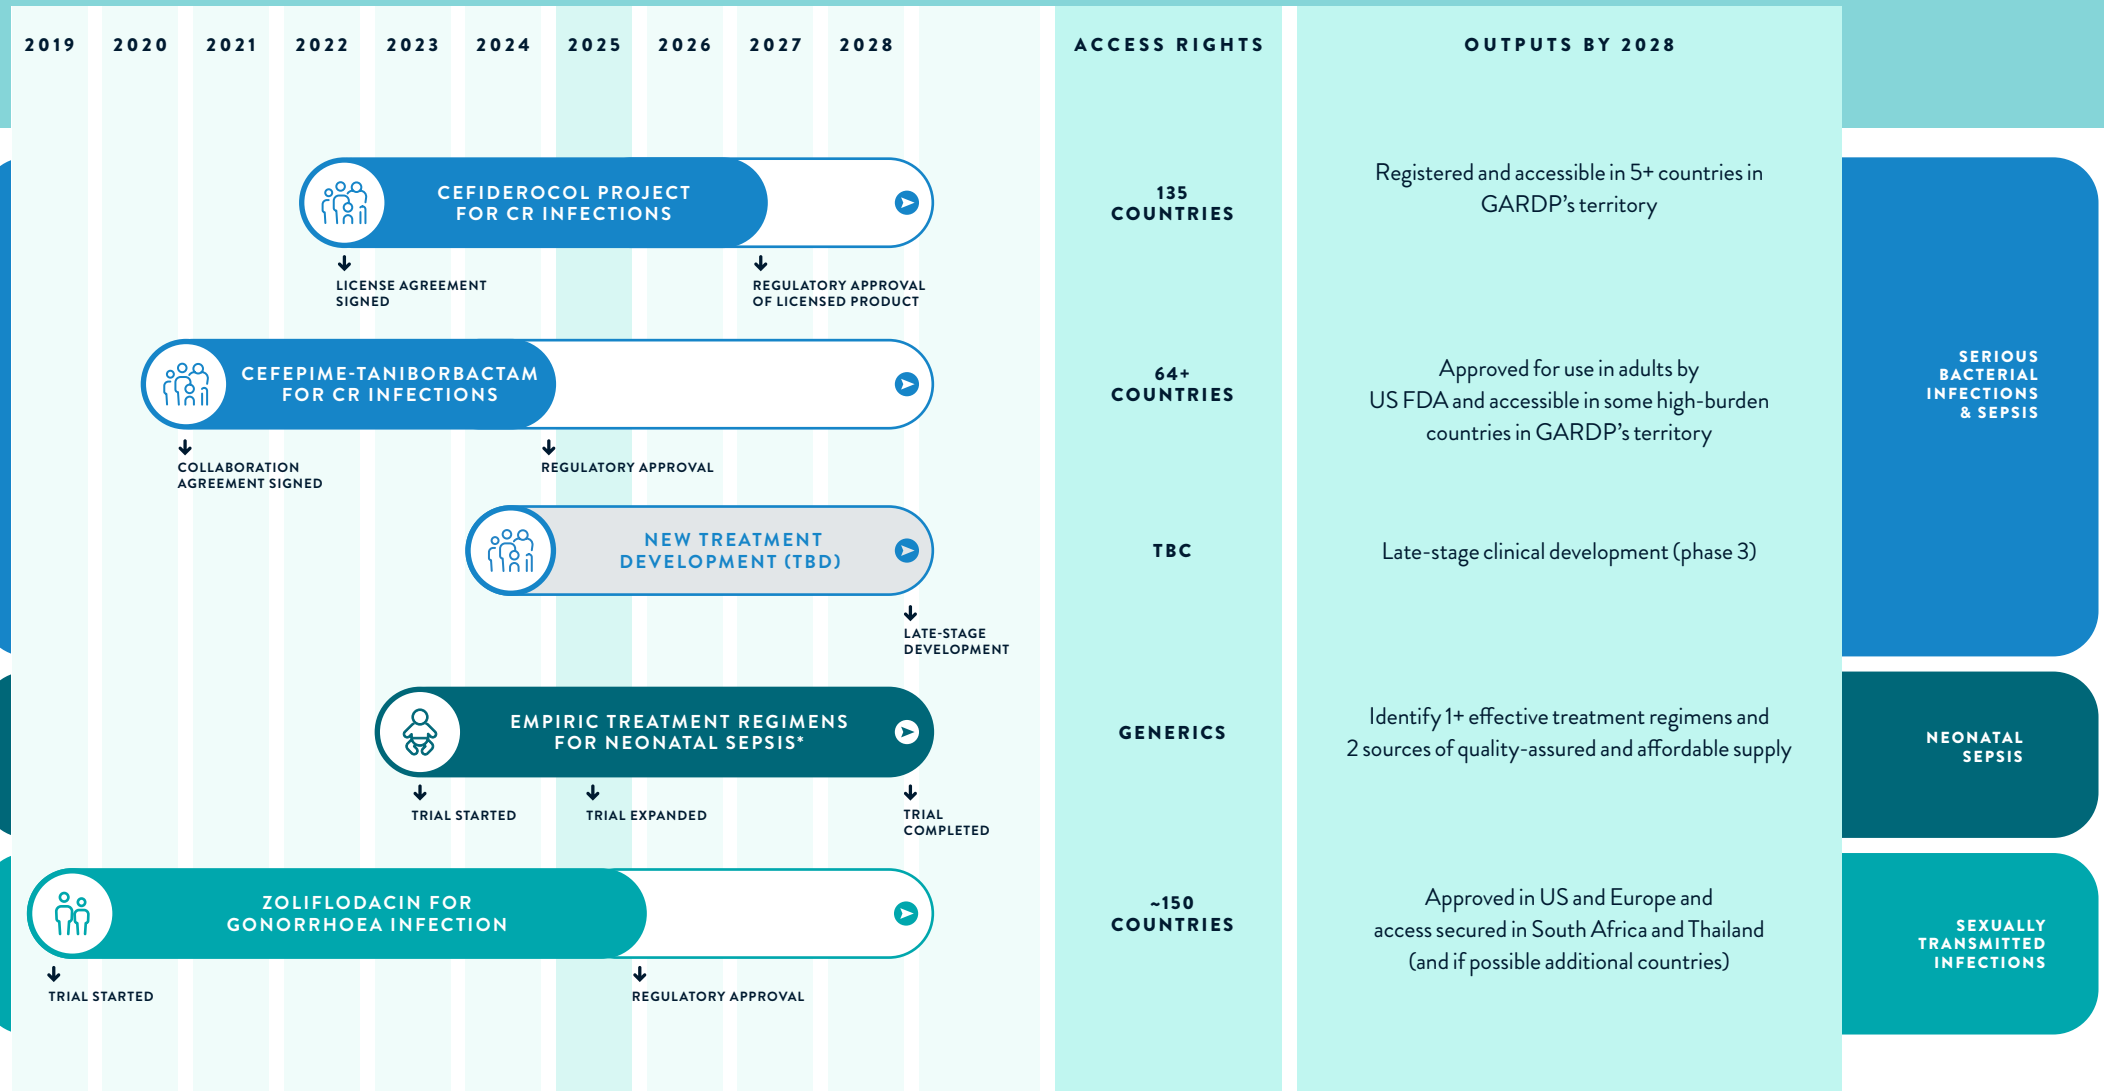 2019 2020 2021 2022 2023 2024 2025 2026 2027 2028 ACCESS RIGHTS OUTPUTS BY 2028
CEFIDEROCOL PROJECT
FOR CR INFECTIONS
LICENSE AGREEMENT
SIGNED
REGULATORY APPROVAL
OF LICENSED PRODUCT
135
COUNTRIES
Registered and accessible in 5+ countries in
GARDP’s territory
CEFEPIME-TANIBORBACTAM
FOR CR INFECTIONS
COLLABORATION
AGREEMENT SIGNED
REGULATORY APPROVAL
64+
COUNTRIES
Approved for use in adults by
US FDA and accessible in some high-burden
countries in GARDP’s territory
SERIOUS
BACTERIAL
INFECTIONS
& SEPSIS
NEW TREATMENT
DEVELOPMENT (TBD)
LATE-STAGE
DEVELOPMENT
TBC
Late-stage clinical development (phase 3)
EMPIRIC TREATMENT REGIMENS
FOR NEONATAL SEPSIS*
TRIAL STARTED
TRIAL EXPANDED
TRIAL
COMPLETED
GENERICS
Identify 1+ effective treatment regimens and
2 sources of quality-assured and affordable supply
NEONATAL
SEPSIS
ZOLIFLODACIN FOR
GONORRHOEA INFECTION
TRIAL STARTED
REGULATORY APPROVAL
~150
COUNTRIES
Approved in US and Europe and
access secured in South Africa and Thailand
(and if possible additional countries)
SEXUALLY
TRANSMITTED
INFECTIONS